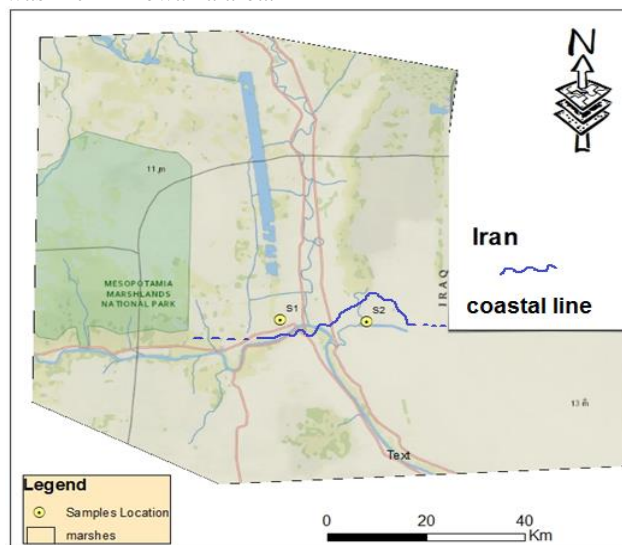 N
11 m
Iran
MESOPOTAMIA
MARSHLANDS
NATIONAL PARK
IRAQ
coastal line
S1
S2
13 m
Text
Legend
Samples Location
marshes
0 10 20 40
Km